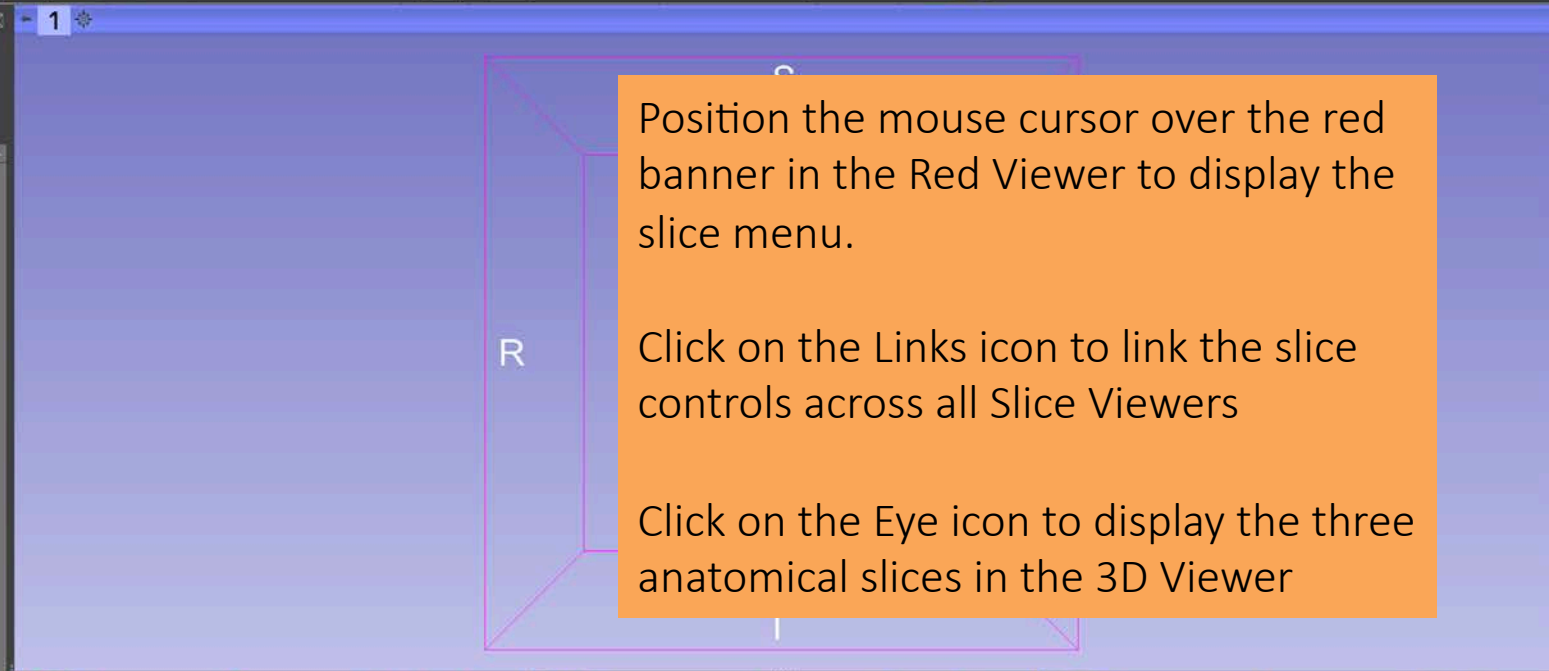 1
S
Position the mouse cursor over the red
banner in the Red Viewer to display the
slice menu.
R
Click on the Links icon to link the slice
controls across all Slice Viewers
Click on the Eye icon to display the three
anatomical slices in the 3D Viewer
I